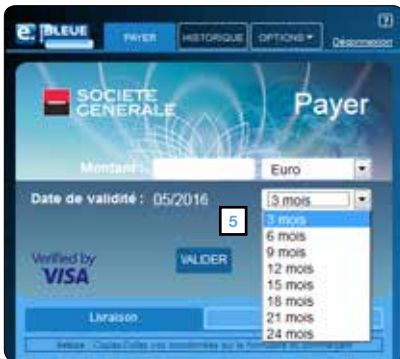 e. BLEUE PAYER HISTORIQUE OPTIONS ?
Déconnexion
SOCIETE
GENERALE
Payer
Montant : Euro
Date de validité : 05/2016 3 mois
5
3 mois
6 mois
9 mois
12 mois
15 mois
18 mois
21 mois
24 mois
Verified by
VISA
VALIDER
Livraison